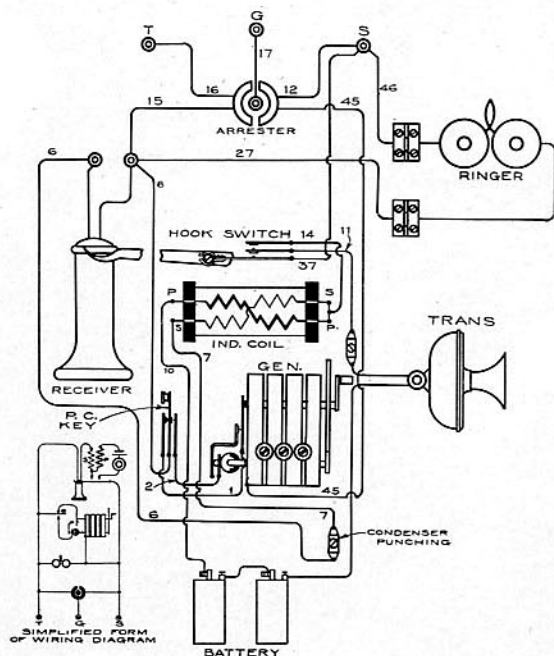 T
G
S
17
16
12
15
45
46
ARRESTER
6
27
6
RINGER
HOOK SWITCH 14
11
37
P
S
S
P.
IND. COIL
7
10
TRANS
GEN.
RECEIVER
P. C.
KEY
2
1
45
6
7
CONDENSER
PUNCHING
T
G
S
SIMPLIFIED FORM
OF WIRING DIAGRAM
BATTERY